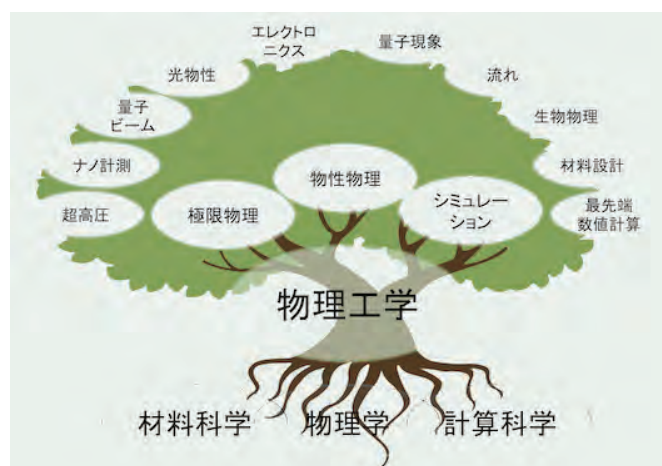 エレクトロ
ニクス
量子現象
光物性
流れ
量子
ビーム
生物物理
ナノ計測
材料設計
超高圧
極限物理
物性物理
シミュレー
ション
最先端
数値計算
物理工学
材料科学
物理学
計算科学